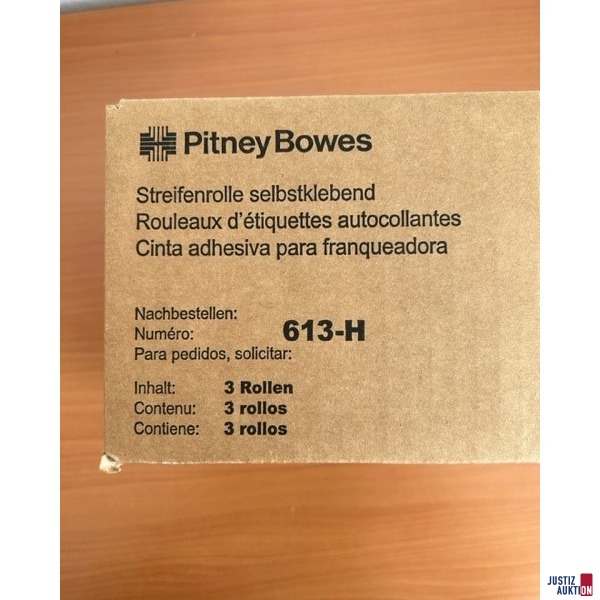 Pitney Bowes
Streifenrolle selbstklebend
Rouleaux d'étiquettes autocollantes
Cinta adhesiva para franqueadora
Nachbestellen:
Numéro: 613-H
Para pedidos, solicitar:
Inhalt: 3 Rollen
Contenu: 3 rollos
Contiene: 3 rollos
JUSTIZ
AUKTION